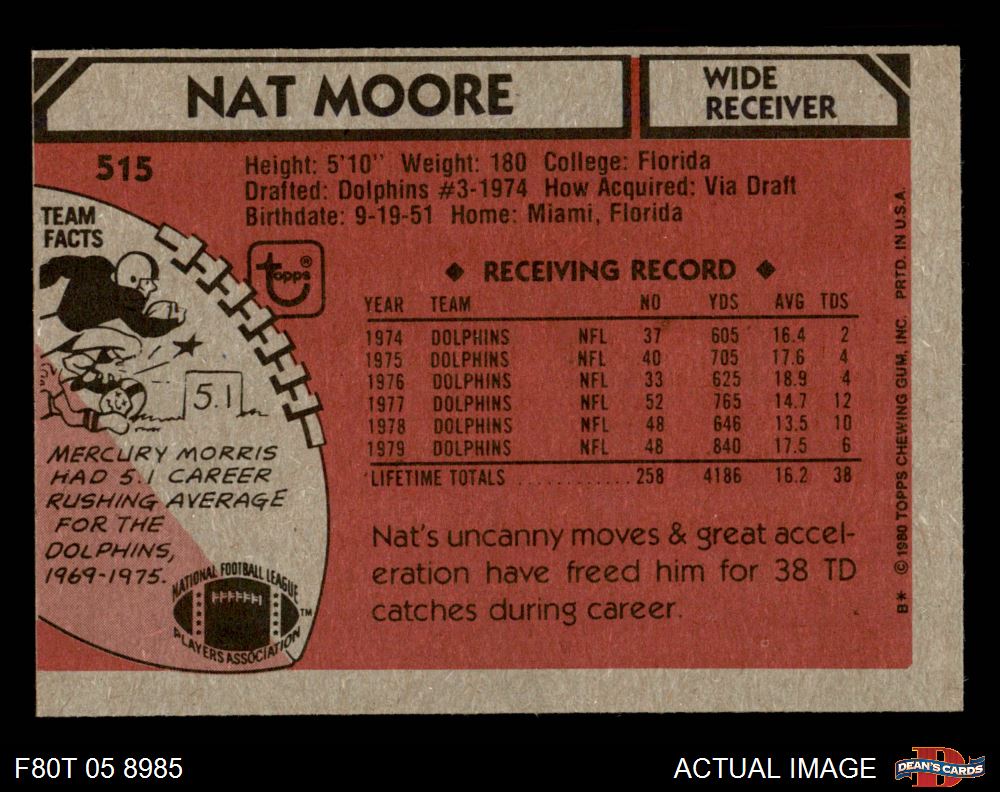 NAT MOORE
WIDE
RECEIVER
515
Height: 5'10" Weight: 180 College: Florida
Drafted: Dolphins #3-1974 How Acquired: Via Draft
Birthdate: 9-19-51 Home: Miami, Florida
TEAM
FACTS
topps®
5.1
MERCURY MORRIS
HAD 5.1 CAREER
RUSHING AVERAGE
FOR THE
DOLPHINS,
1969-1975.
NATIONAL FOOTBALL LEAGUE
PLAYERS ASSOCIATION
TM
◆ RECEIVING RECORD ◆
YEAR TEAM NO YDS AVG TDS
1974 DOLPHINS NFL 37 605 16.4 2
1975 DOLPHINS NFL 40 705 17.6 4
1976 DOLPHINS NFL 33 625 18.9 4
1977 DOLPHINS NFL 52 765 14.7 12
1978 DOLPHINS NFL 48 646 13.5 10
1979 DOLPHINS NFL 48 840 17.5 6
LIFETIME TOTALS ............ 258 4186 16.2 38
Nat's uncanny moves & great accel-
eration have freed him for 38 TD
catches during career.
B* © 1980 TOPPS CHEWING GUM, INC. PRTD. IN U.S.A.
F80T 05 8985
ACTUAL IMAGE
DEAN'S CARDS